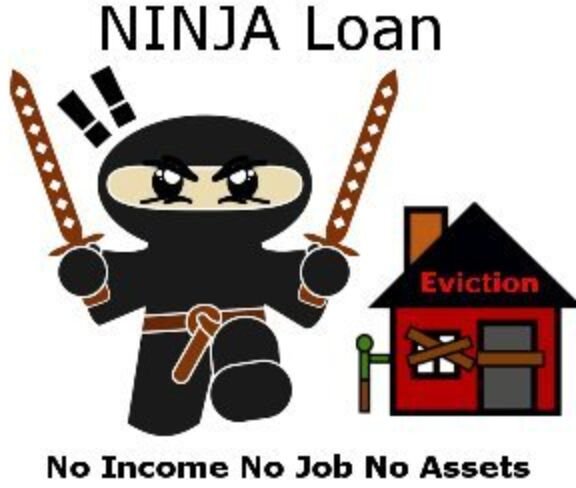 NINJA Loan
!!
Eviction
No Income No Job No Assets